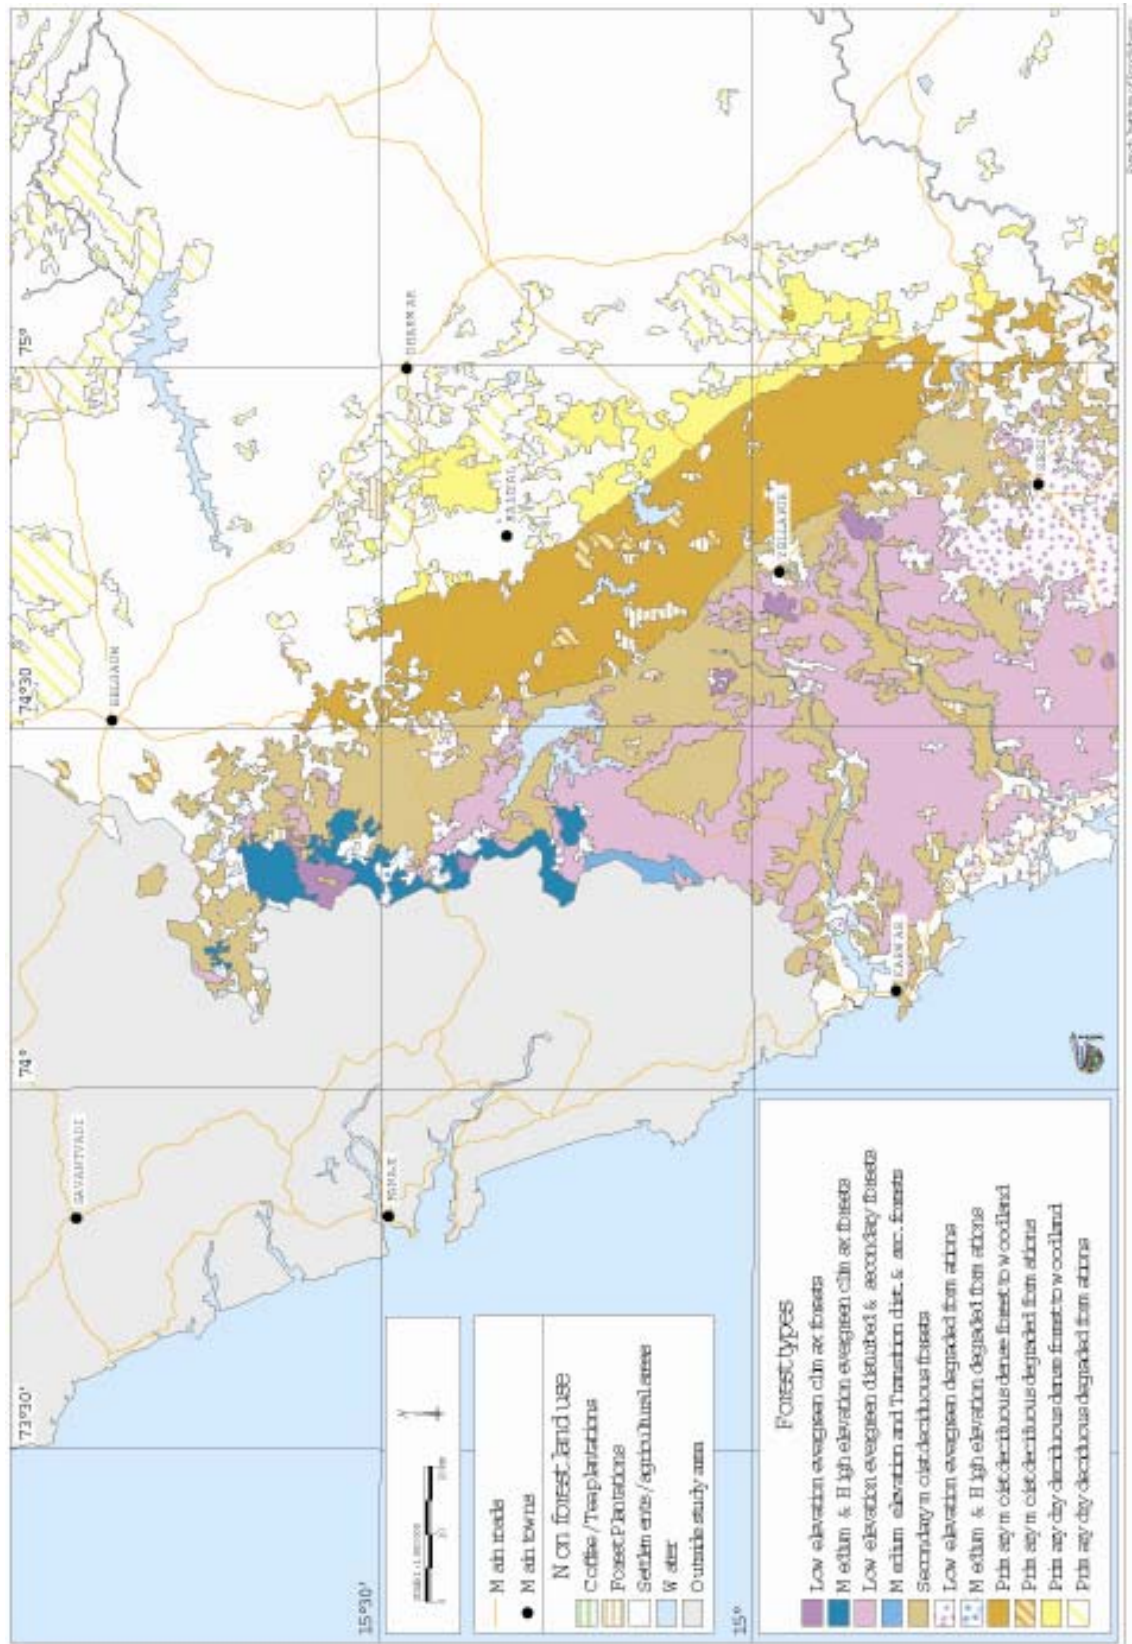 73°30'
74°
74°30
75°
15°30'
15°
SAVANTVADI
BELGAUM
DHARWAR
HALIYAL
PANAJI
YELLAPUR
KARWAR
SIRSI
N
Main roads
Main towns
Non forest land use
Coffee / Tea plantations
Forest Plantations
Settlements / agricultural areas
Water
Outside study area
Forest types
Low elevation evergreen climax forests
Medium & High elevation evergreen climax forests
Low elevation evergreen disturbed & secondary forests
Medium elevation and Transition dist. & sec. forests
Secondary moist deciduous forests
Low elevation evergreen degraded formations
Medium & High elevation degraded formations
Primary moist deciduous dense forest to woodland
Primary moist deciduous degraded formations
Primary dry deciduous dense forest to woodland
Primary dry deciduous degraded formations